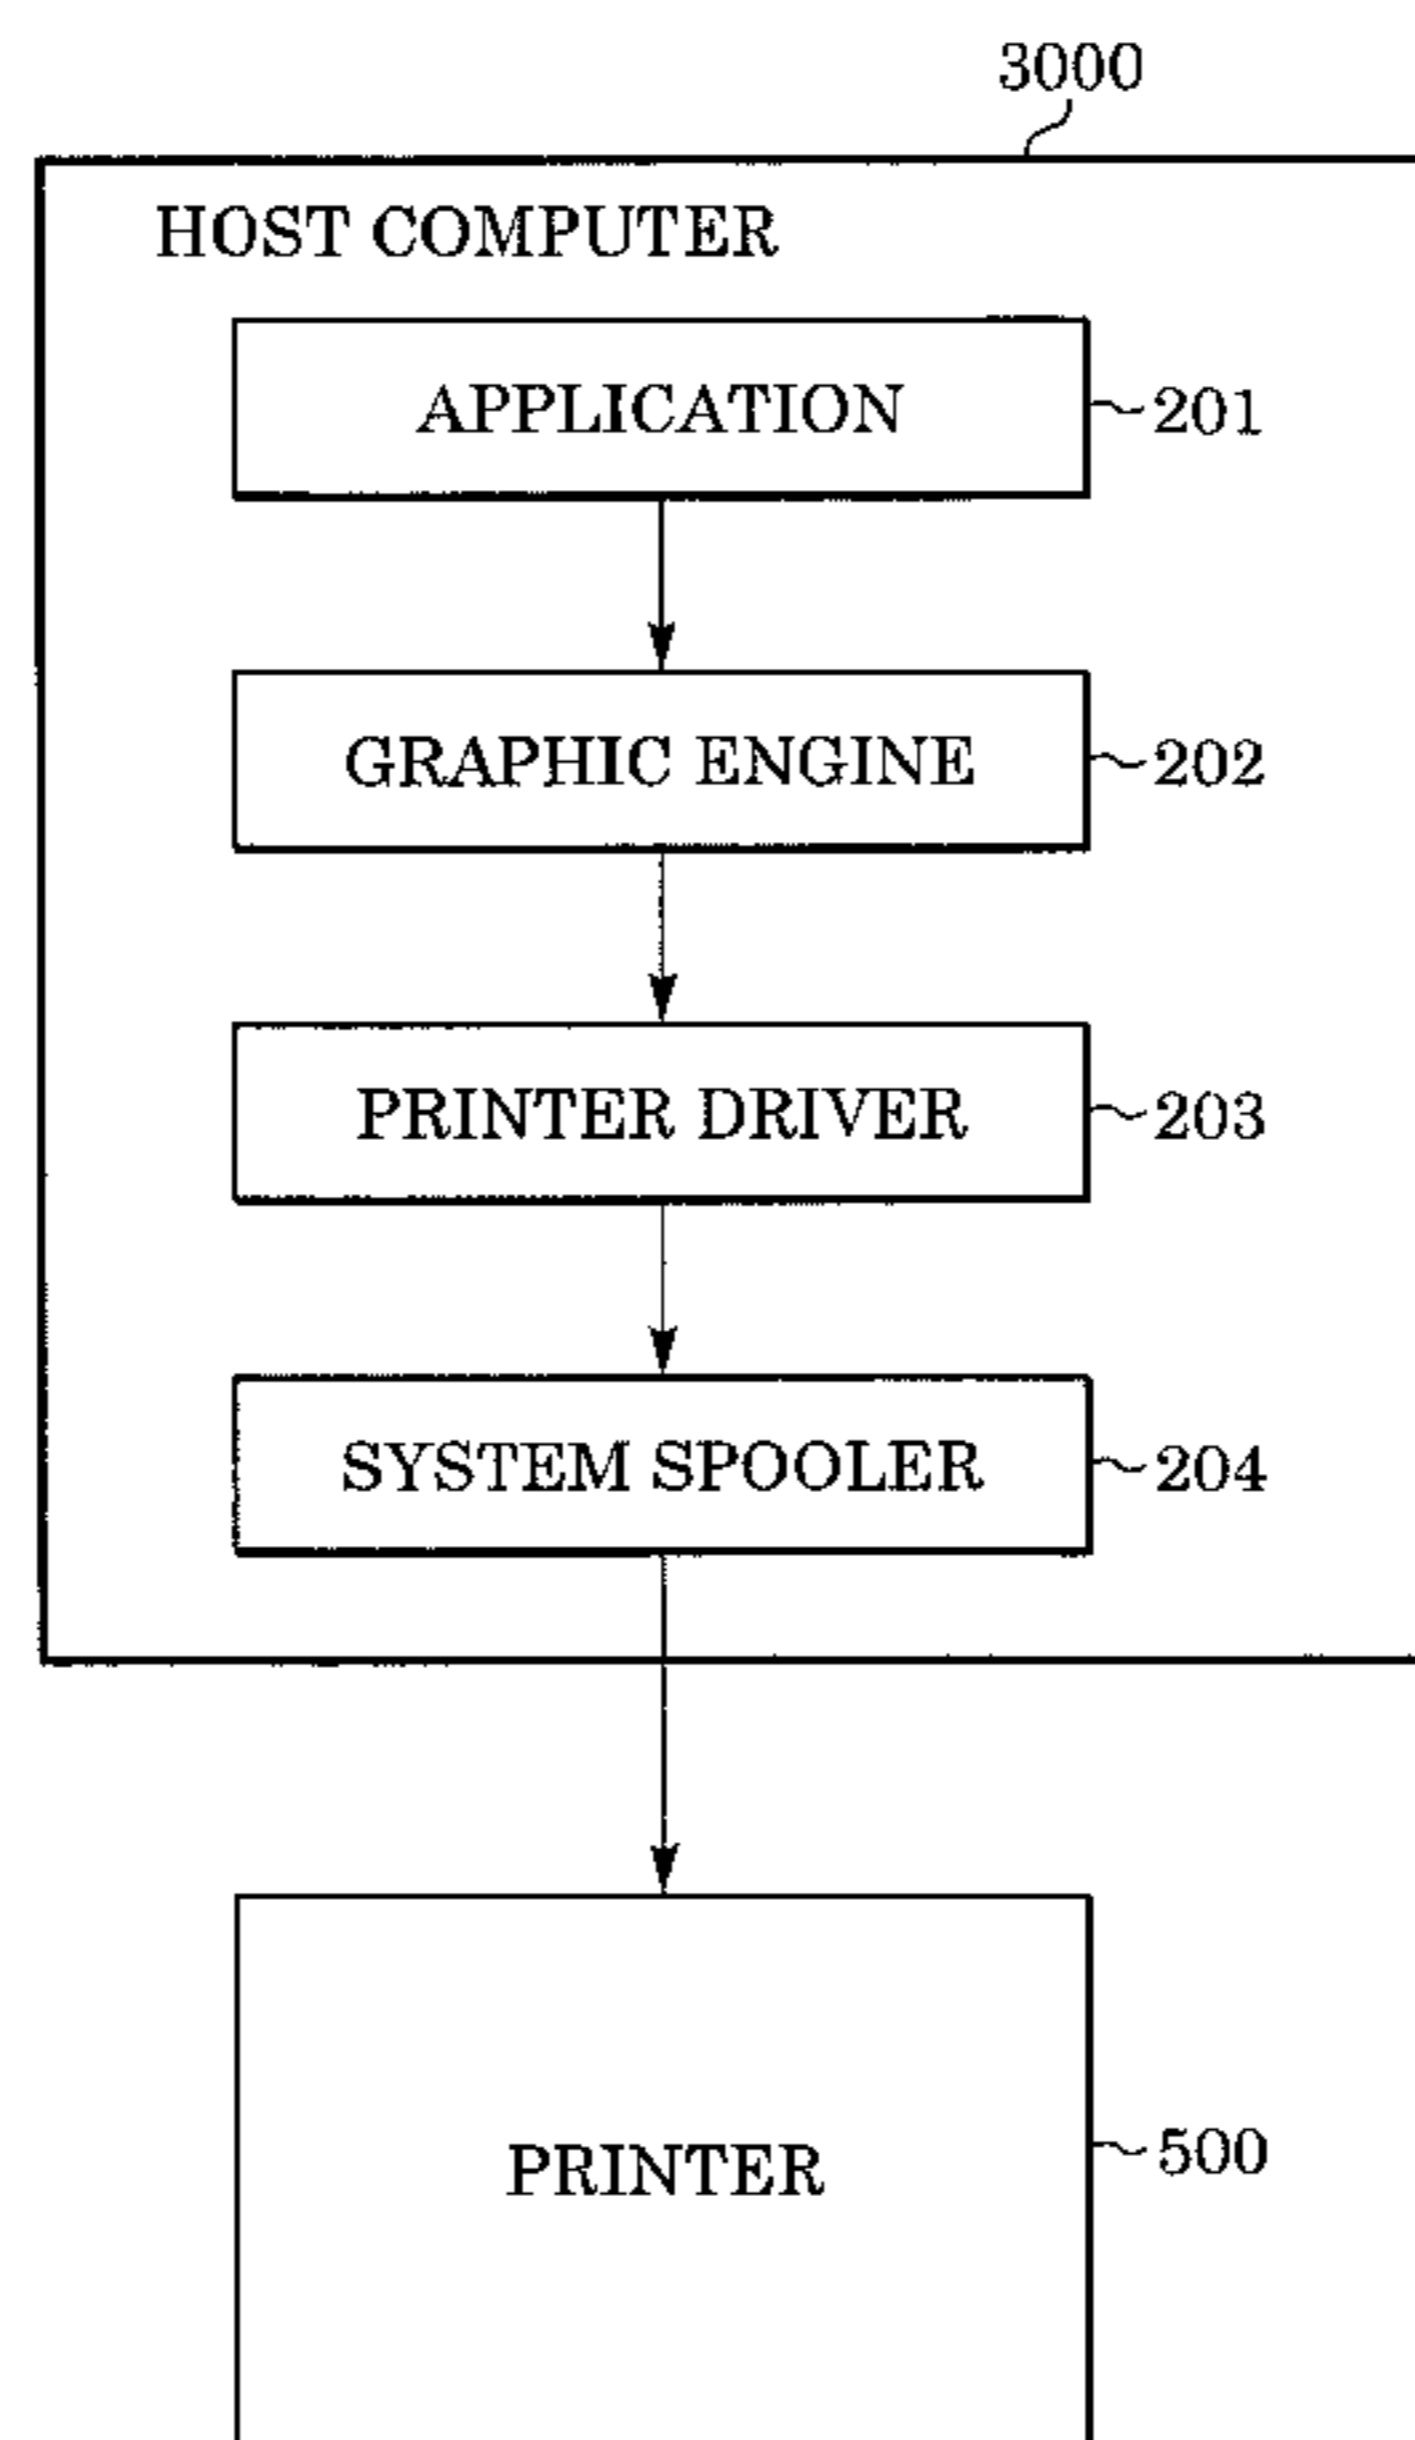 3000
HOST COMPUTER
APPLICATION 201
GRAPHIC ENGINE 202
PRINTER DRIVER 203
SYSTEM SPOOLER 204
PRINTER 500